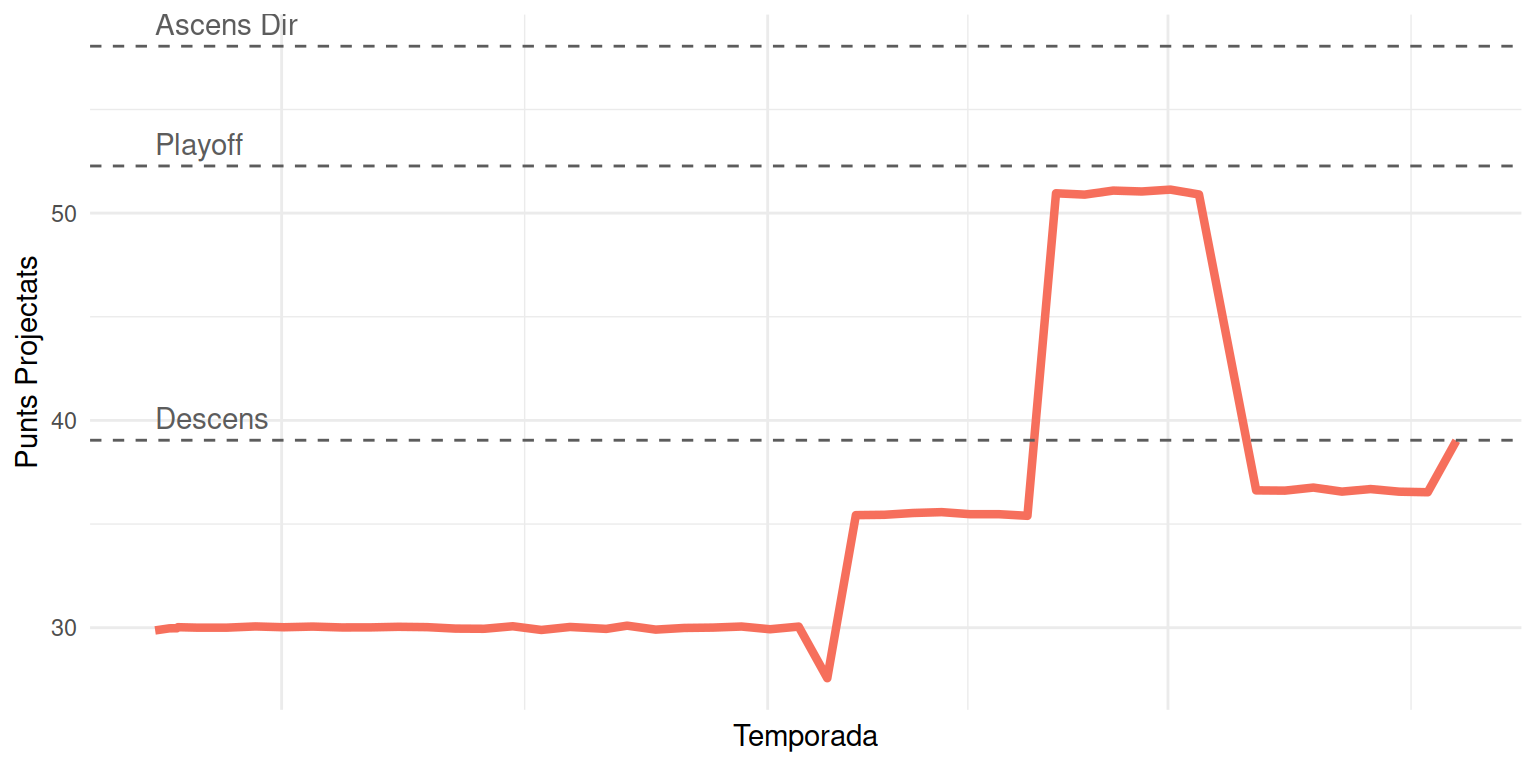 Ascens Dir
Playoff
50
Descens
40
30
Punts Projectats
Temporada